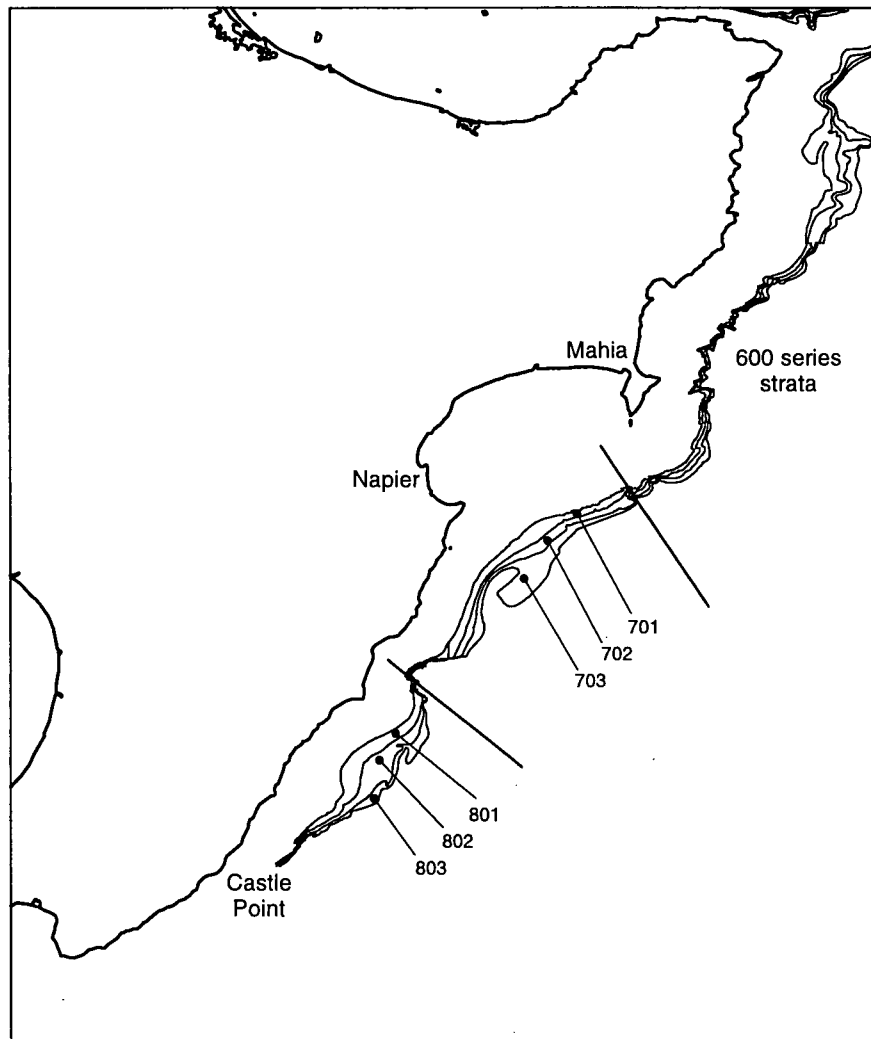 Mahia
600 series
strata
Napier
701
702
703
801
802
803
Castle
Point